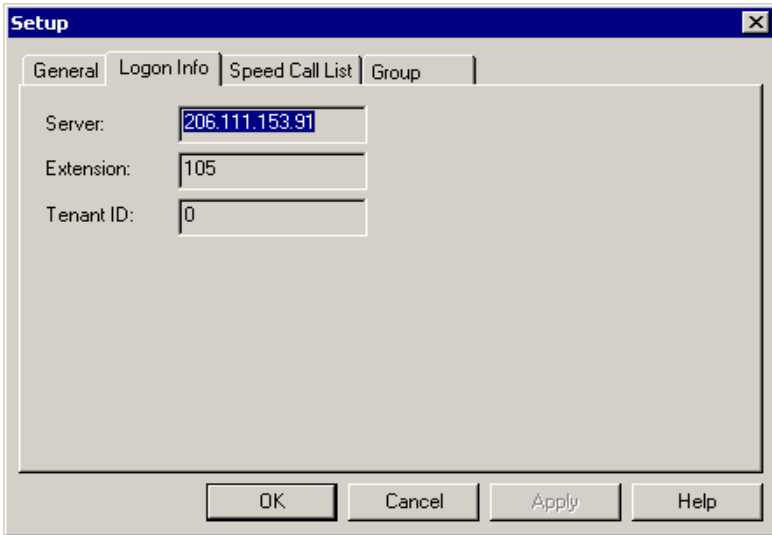 Setup
General Logon Info Speed Call List Group
Server: 206.111.153.91
Extension: 105
Tenant ID: 0
OK Cancel Apply Help